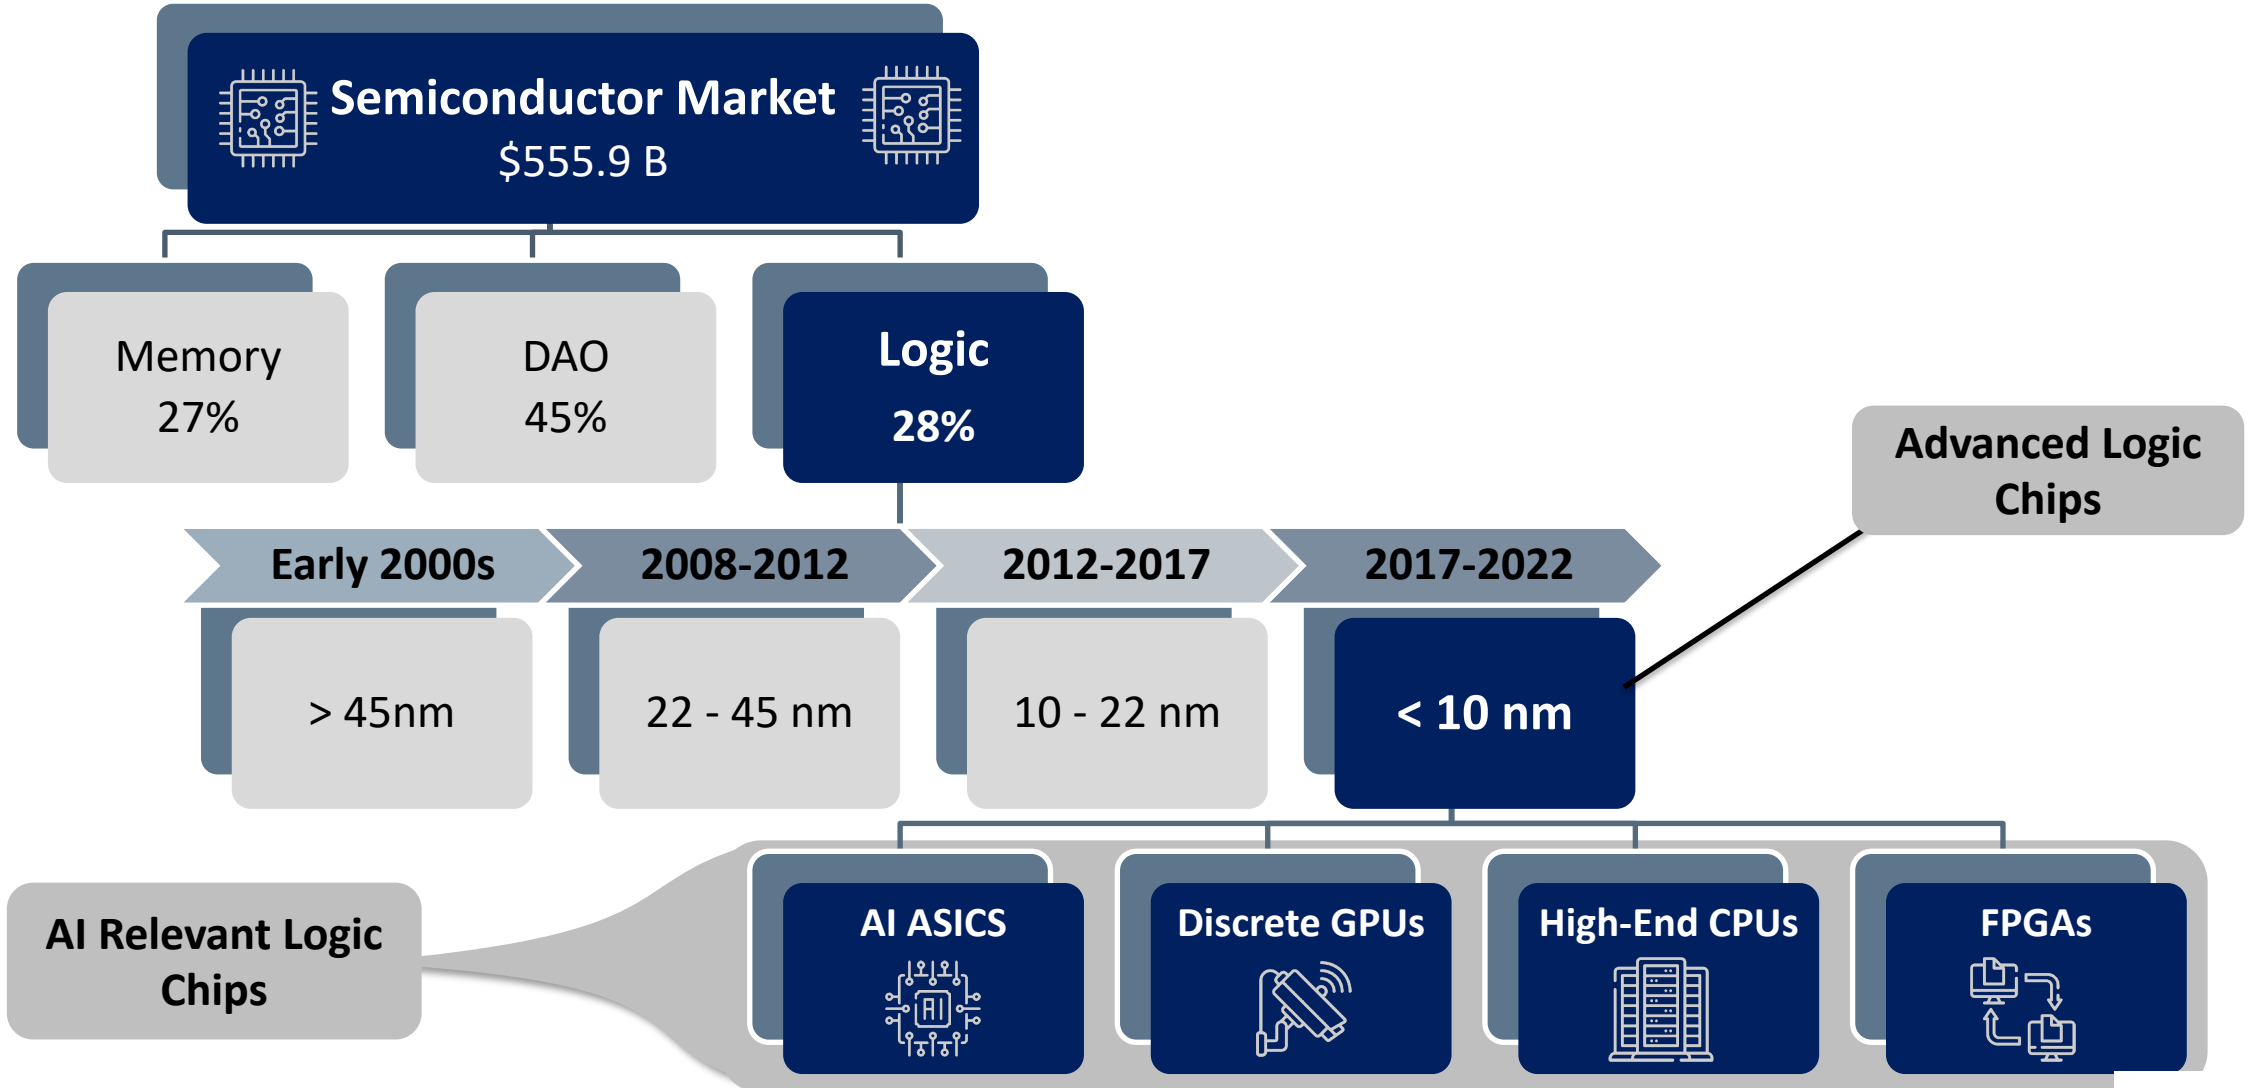 Semiconductor Market
$555.9 B
Memory
27%
DAO
45%
Logic
28%
Advanced Logic
Chips
Early 2000s
2008-2012
2012-2017
2017-2022
> 45nm
22 - 45 nm
10 - 22 nm
< 10 nm
AI Relevant Logic
Chips
AI ASICS
AI
Discrete GPUs
High-End CPUs
FPGAs